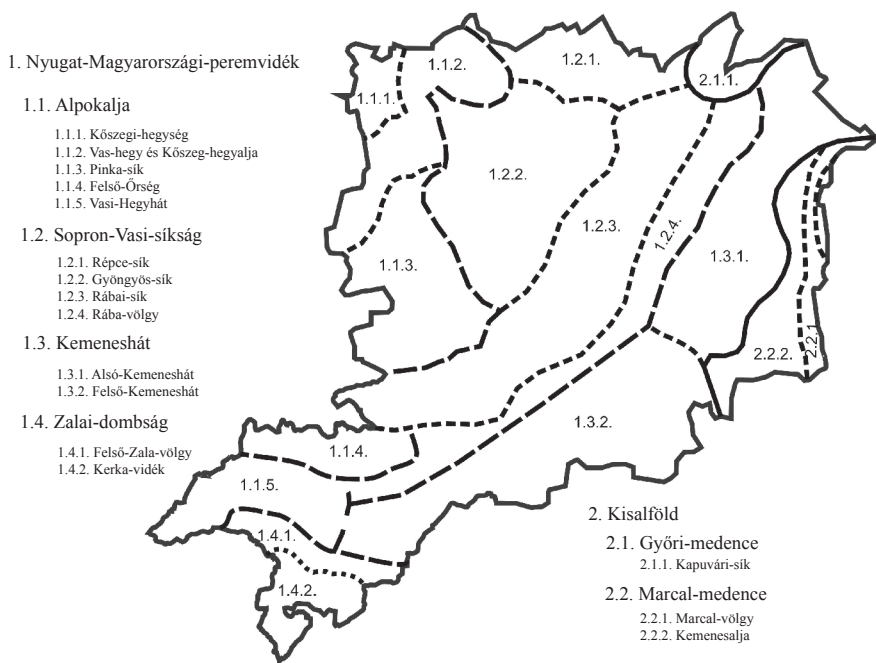 1. Nyugat-Magyarországi-peremvidék
1.1. Alpokalja
1.1.1. Kőszegi-hegység
1.1.2. Vas-hegy és Kőszeg-hegyalja
1.1.3. Pinka-sík
1.1.4. Felső-Őrség
1.1.5. Vasi-Hegyhát
1.2. Sopron-Vasi-síkság
1.2.1. Répce-sík
1.2.2. Gyöngyös-sík
1.2.3. Rábai-sík
1.2.4. Rába-völgy
1.3. Kemeneshát
1.3.1. Alsó-Kemeneshát
1.3.2. Felső-Kemeneshát
1.4. Zalai-dombság
1.4.1. Felső-Zala-völgy
1.4.2. Kerka-vidék
1.1.1.
1.1.2.
1.2.1.
2.1.1.
1.2.2.
1.2.3.
1.2.4.
1.3.1.
1.1.3.
2.2.2.
2.2.1
1.3.2.
1.1.4.
1.1.5.
1.4.1.
1.4.2.
2. Kisalföld
2.1. Győri-medence
2.1.1. Kapuvári-sík
2.2. Marcal-medence
2.2.1. Marcal-völgy
2.2.2. Kemenesalja